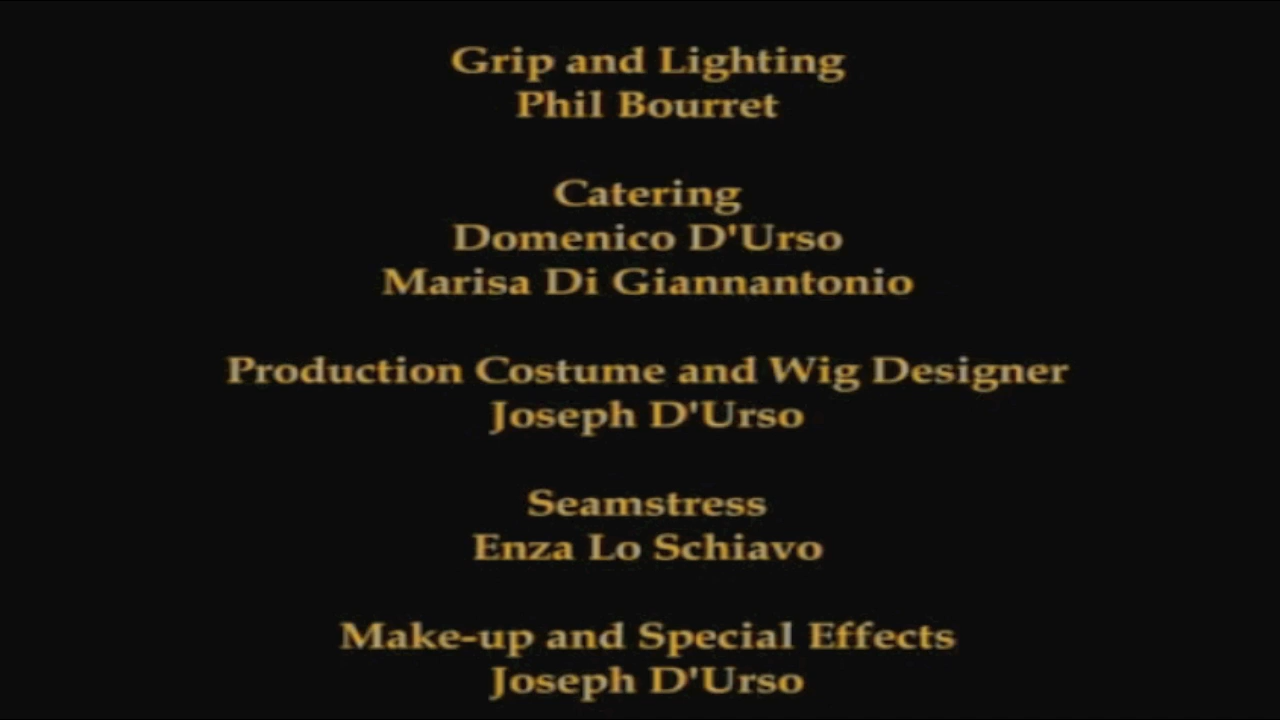 Grip and Lighting
Phil Bourret
Catering
Domenico D'Urso
Marisa Di Giannantonio
Production Costume and Wig Designer
Joseph D'Urso
Seamstress
Enza Lo Schiavo
Make-up and Special Effects
Joseph D'Urso